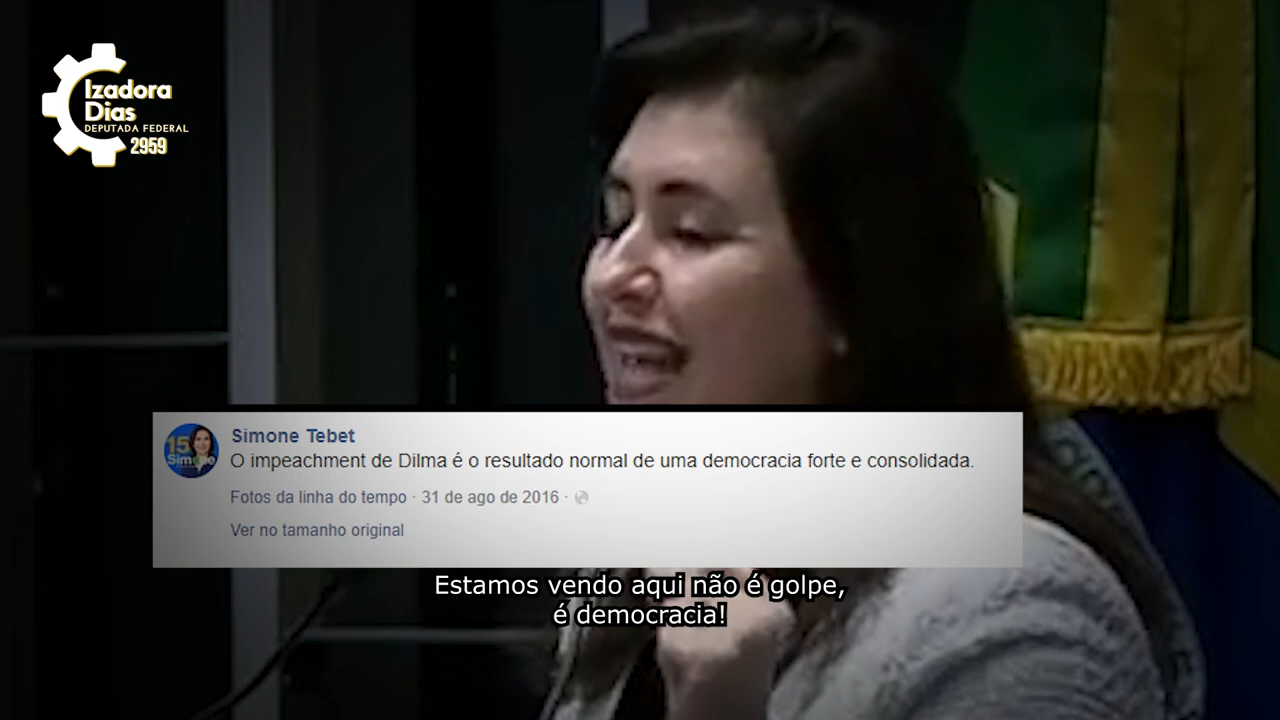 Izadora
Dias
DEPUTADA FEDERAL
2959
15
Simone
Simone Tebet
O impeachment de Dilma é o resultado normal de uma democracia forte e consolidada.
Fotos da linha do tempo · 31 de ago de 2016 ·
Ver no tamanho original
Estamos vendo aqui não é golpe,
é democracia!